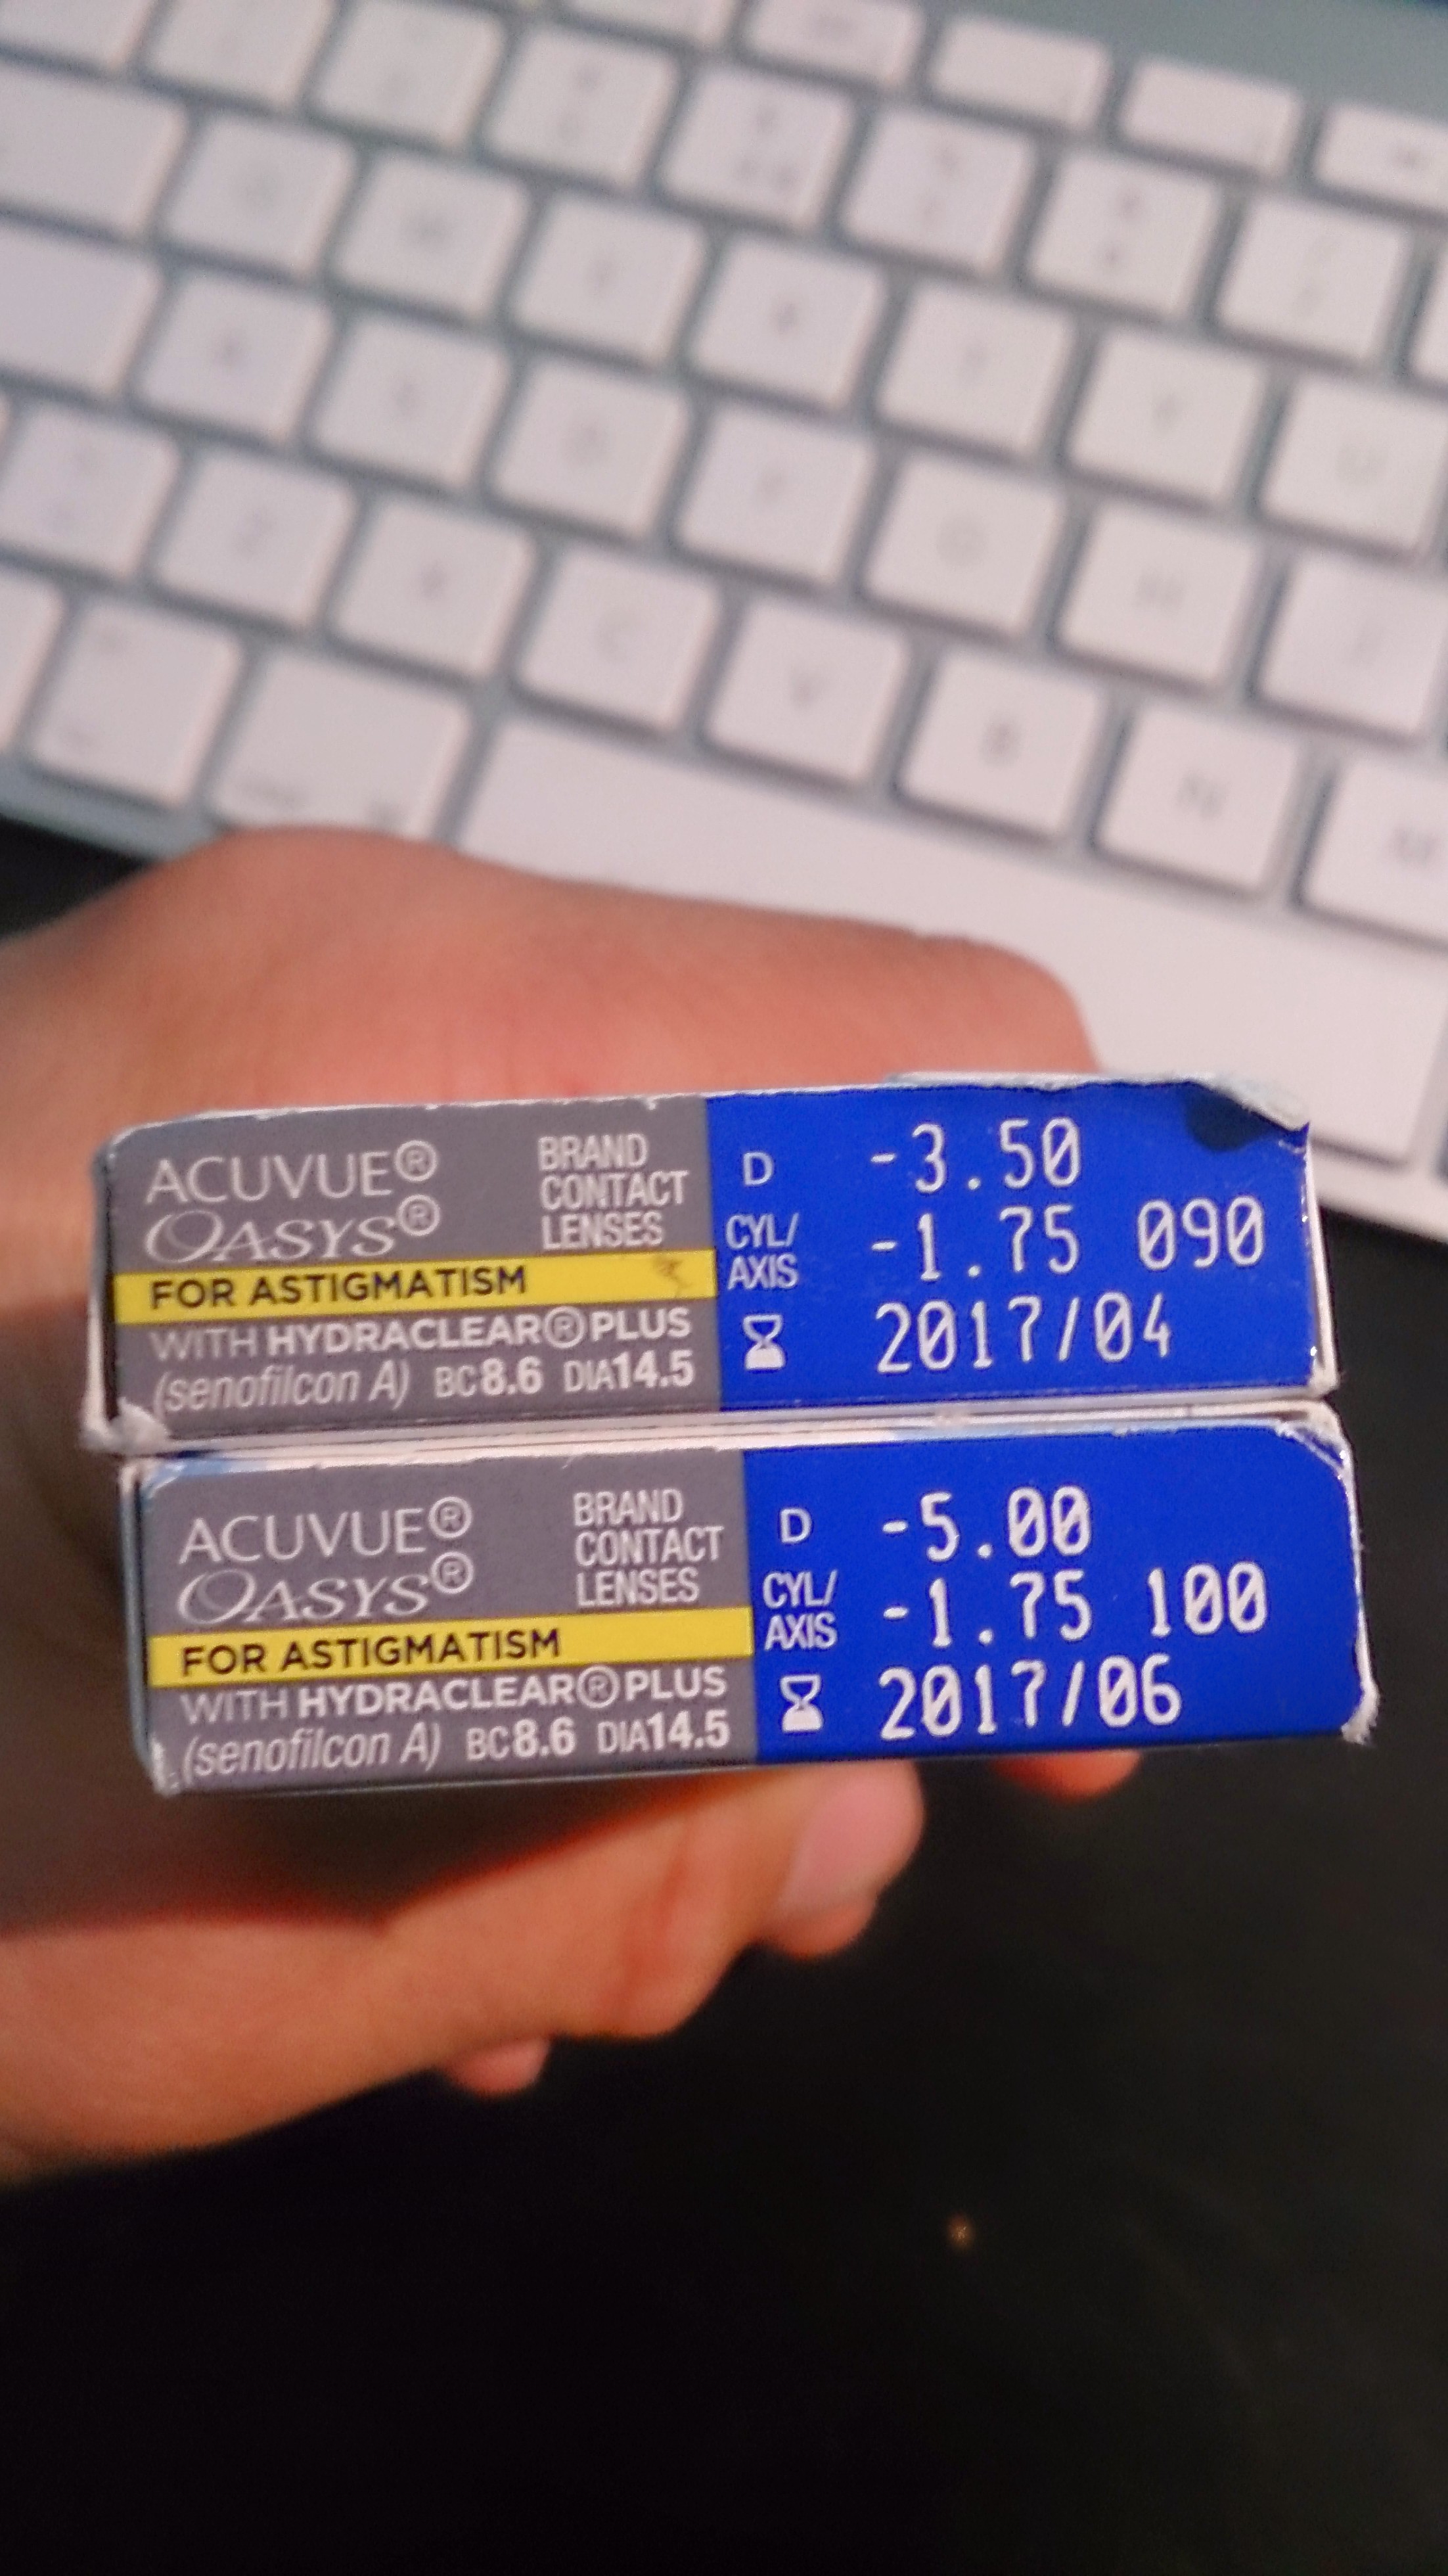 ACUVUE® BRAND
OASYS® CONTACT
LENSES
FOR ASTIGMATISM
WITH HYDRACLEAR® PLUS
(senofilcon A) BC8.6 DIA14.5
D -3.50
CYL/AXIS -1.75 090
2017/04
ACUVUE® BRAND
OASYS® CONTACT
LENSES
FOR ASTIGMATISM
WITH HYDRACLEAR® PLUS
(senofilcon A) BC8.6 DIA14.5
D -5.00
CYL/AXIS -1.75 100
2017/06